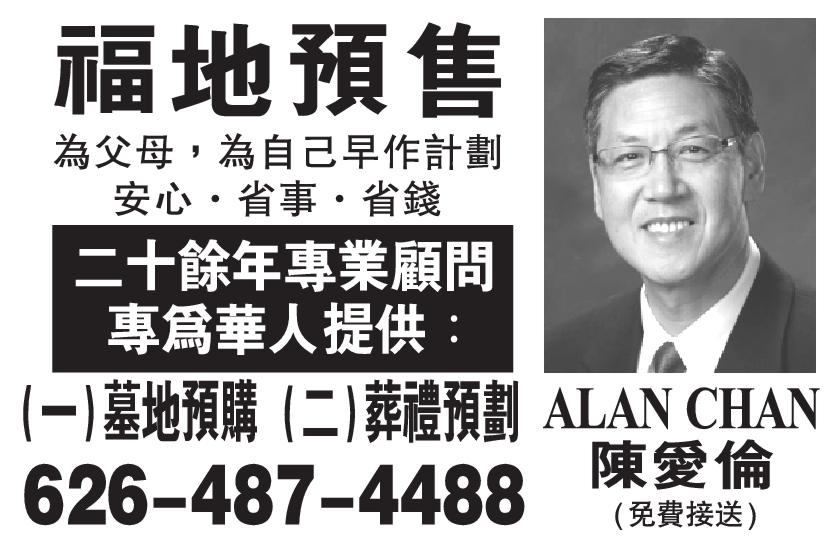 福地預售
為父母，為自己早作計劃
安心・省事・省錢
二十餘年專業顧問
專爲華人提供：
(一)墓地預購 (二)葬禮預劃
626-487-4488
ALAN CHAN
陳愛倫
(免費接送)